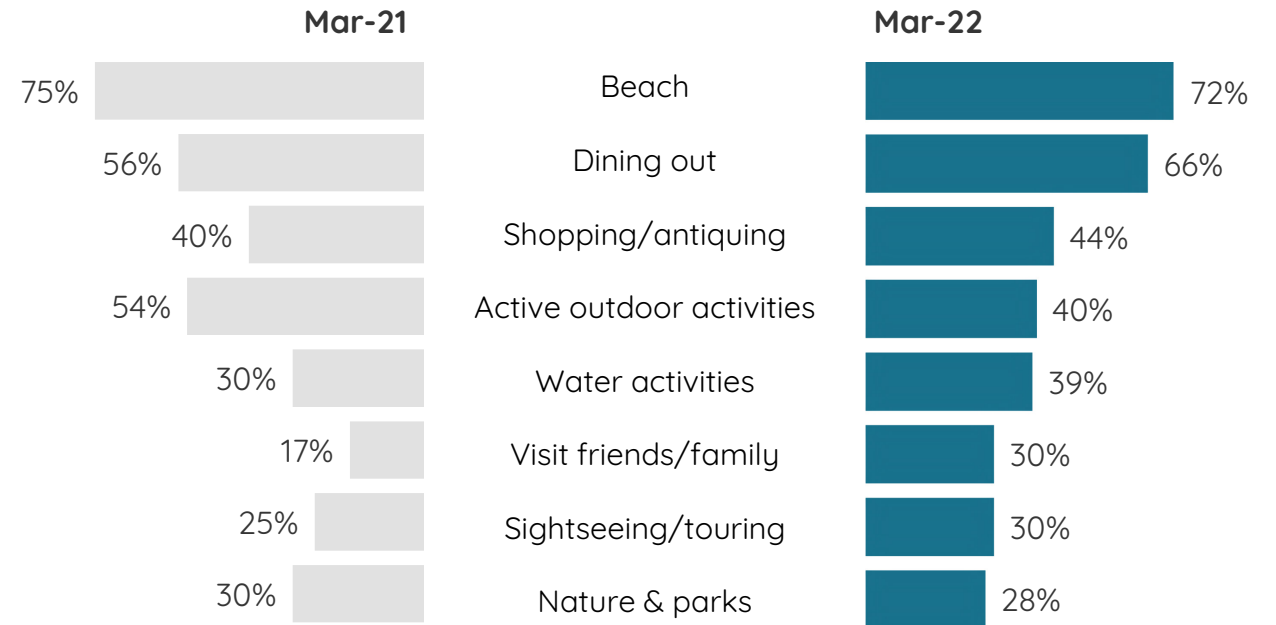 Mar-21 Mar-22
75% Beach 72%
56% Dining out 66%
40% Shopping/antiquing 44%
54% Active outdoor activities 40%
30% Water activities 39%
17% Visit friends/family 30%
25% Sightseeing/touring 30%
30% Nature & parks 28%